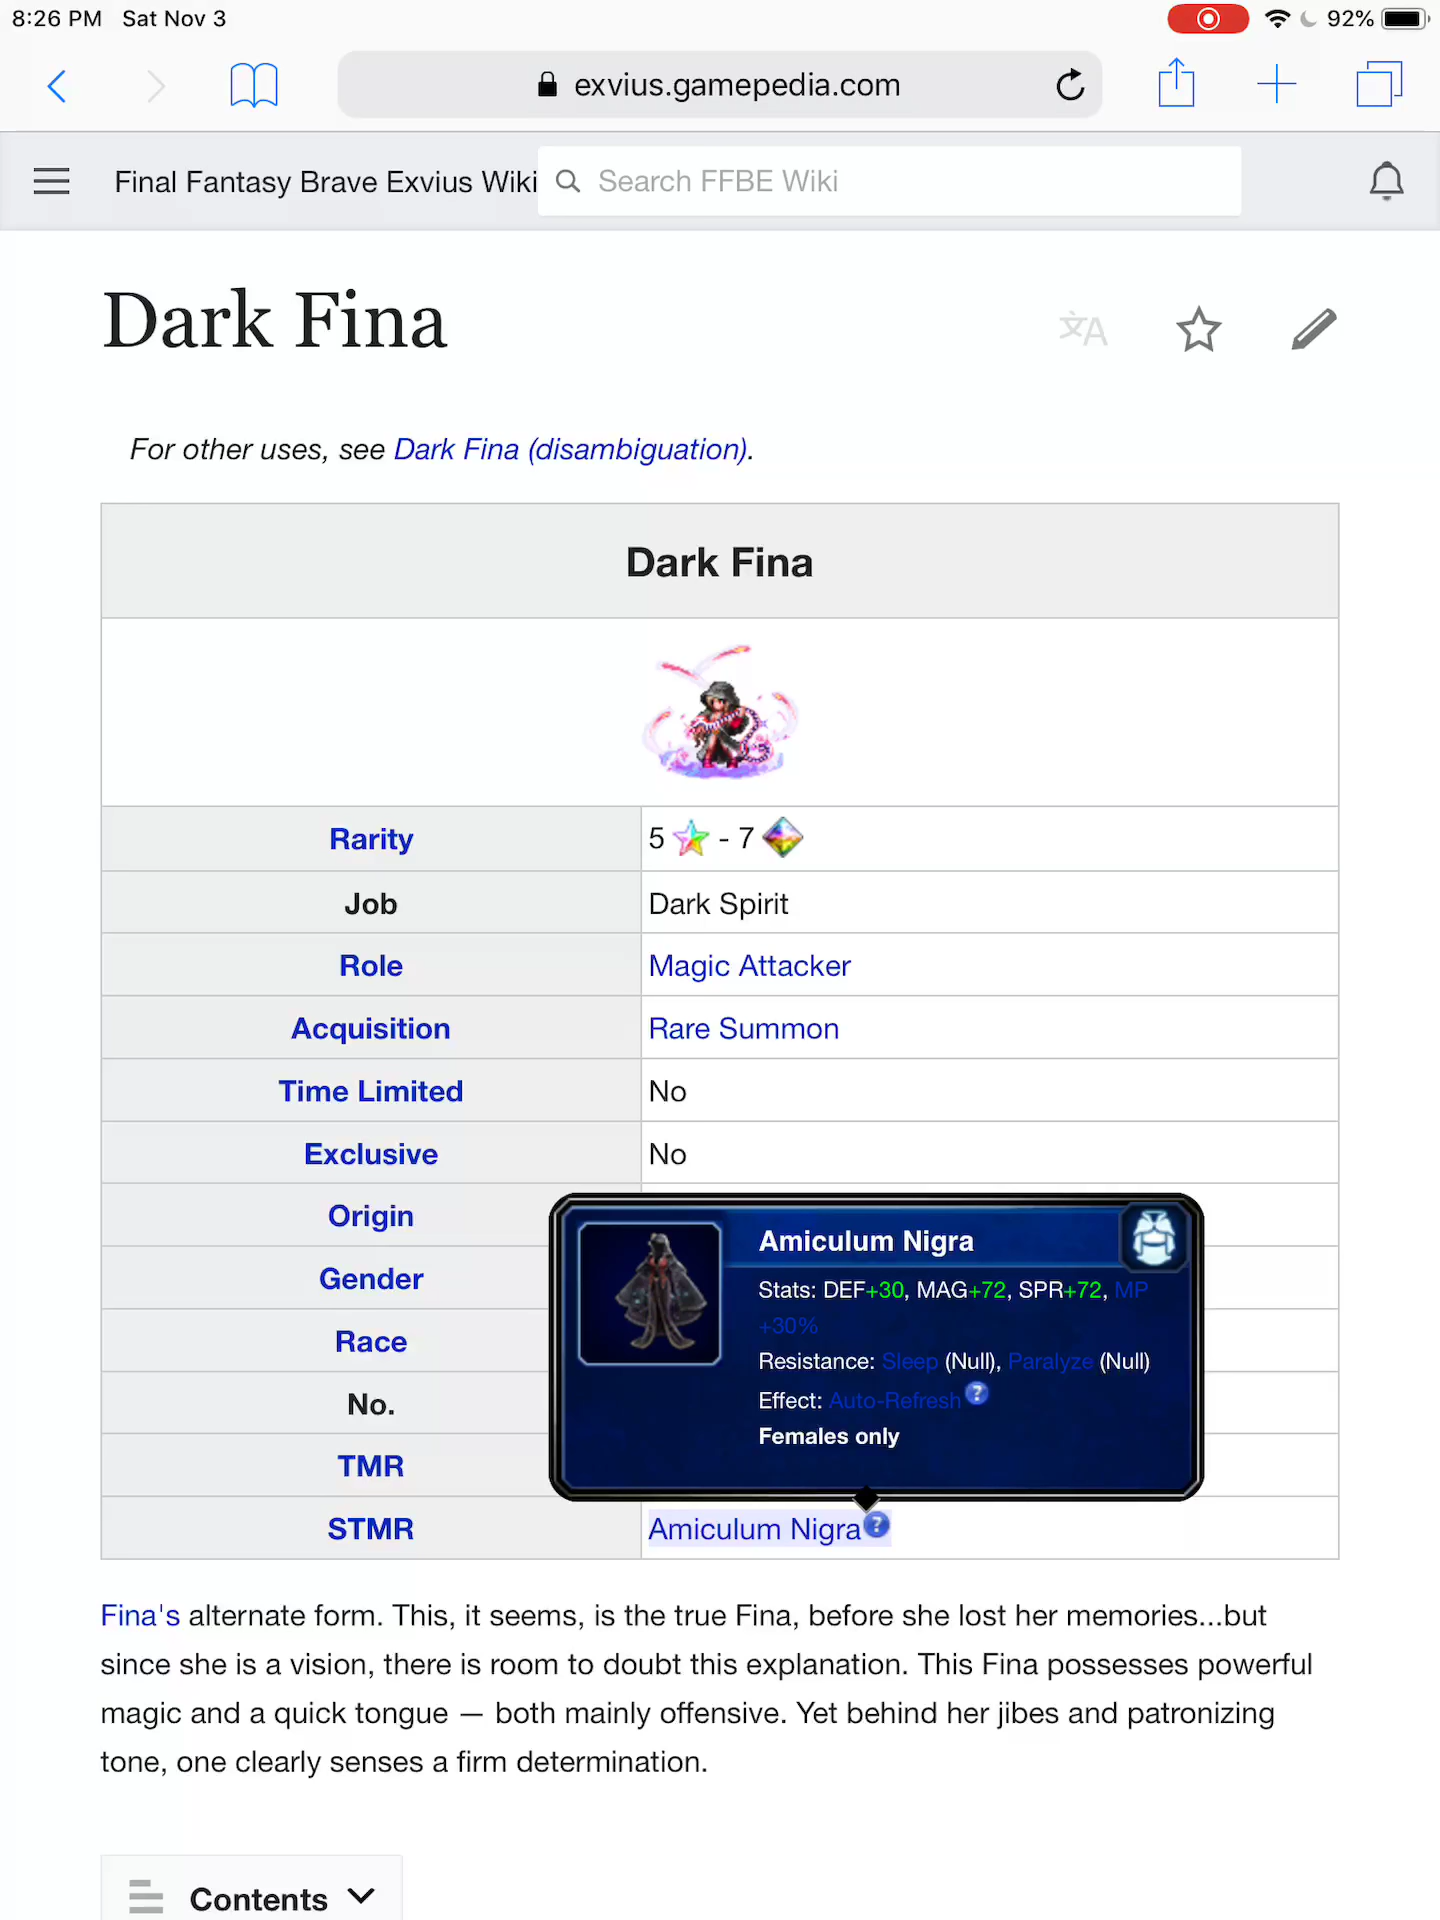 8:26 PM Sat Nov 3
92%
exvius.gamepedia.com
Final Fantasy Brave Exvius Wiki
Search FFBE Wiki
Dark Fina
文A
For other uses, see Dark Fina (disambiguation).
Dark Fina
Rarity 5 - 7
Job Dark Spirit
Role Magic Attacker
Acquisition Rare Summon
Time Limited No
Exclusive No
Origin
Gender
Race
No.
TMR
Amiculum Nigra
Stats: DEF+30, MAG+72, SPR+72, MP
+30%
Resistance: Sleep (Null), Paralyze (Null)
Effect: Auto-Refresh ?
Females only
STMR Amiculum Nigra ?
Fina's alternate form. This, it seems, is the true Fina, before she lost her memories...but
since she is a vision, there is room to doubt this explanation. This Fina possesses powerful
magic and a quick tongue — both mainly offensive. Yet behind her jibes and patronizing
tone, one clearly senses a firm determination.
Contents